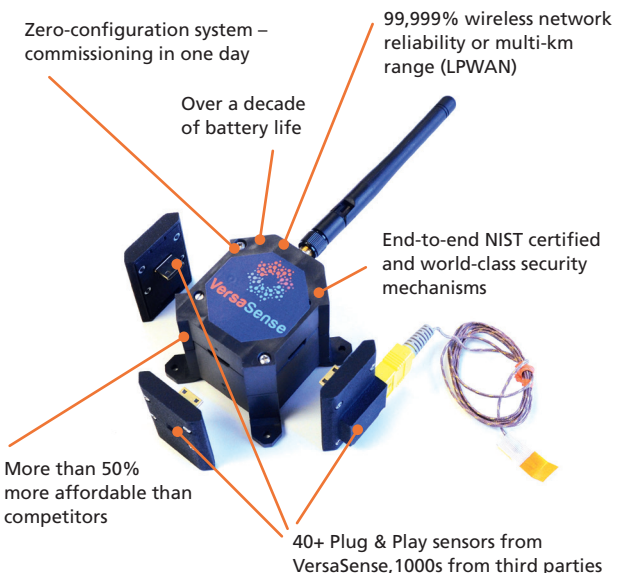 Zero-configuration system –
commissioning in one day
99,999% wireless network
reliability or multi-km
range (LPWAN)
Over a decade
of battery life
End-to-end NIST certified
and world-class security
mechanisms
VersaSense
More than 50%
more affordable than
competitors
40+ Plug & Play sensors from
VersaSense,1000s from third parties